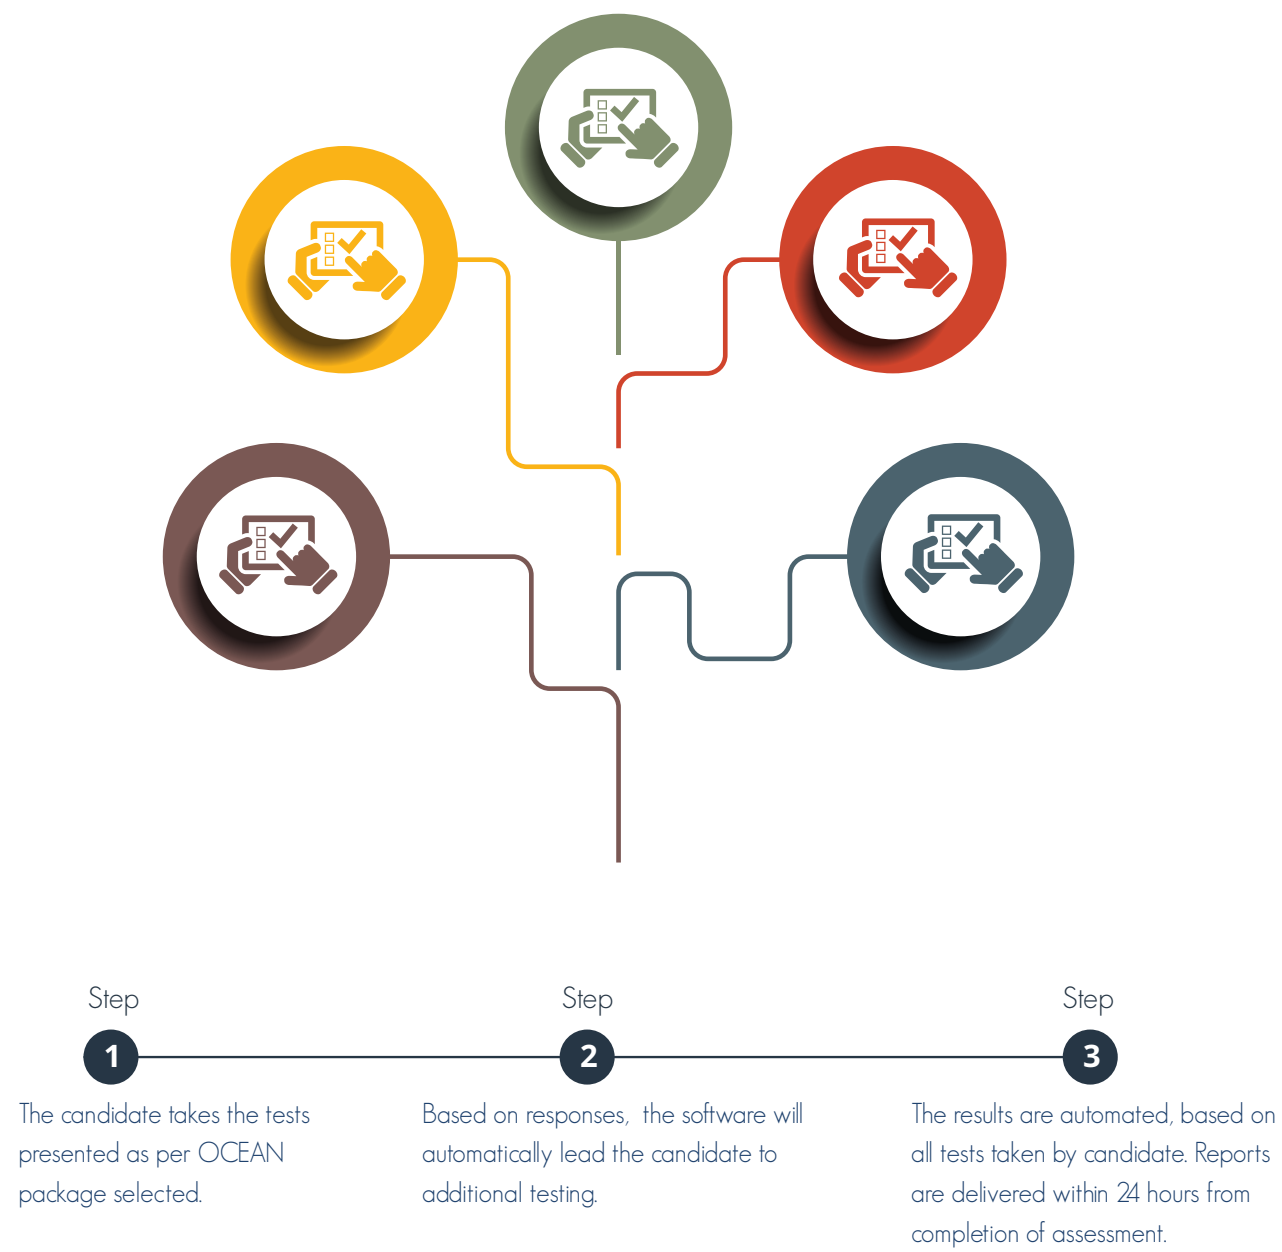 Step
1
The candidate takes the tests
presented as per OCEAN
package selected.
Step
2
Based on responses,  the software will
automatically lead the candidate to
additional testing.
Step
3
The results are automated, based on
all tests taken by candidate. Reports
are delivered within 24 hours from
completion of assessment.